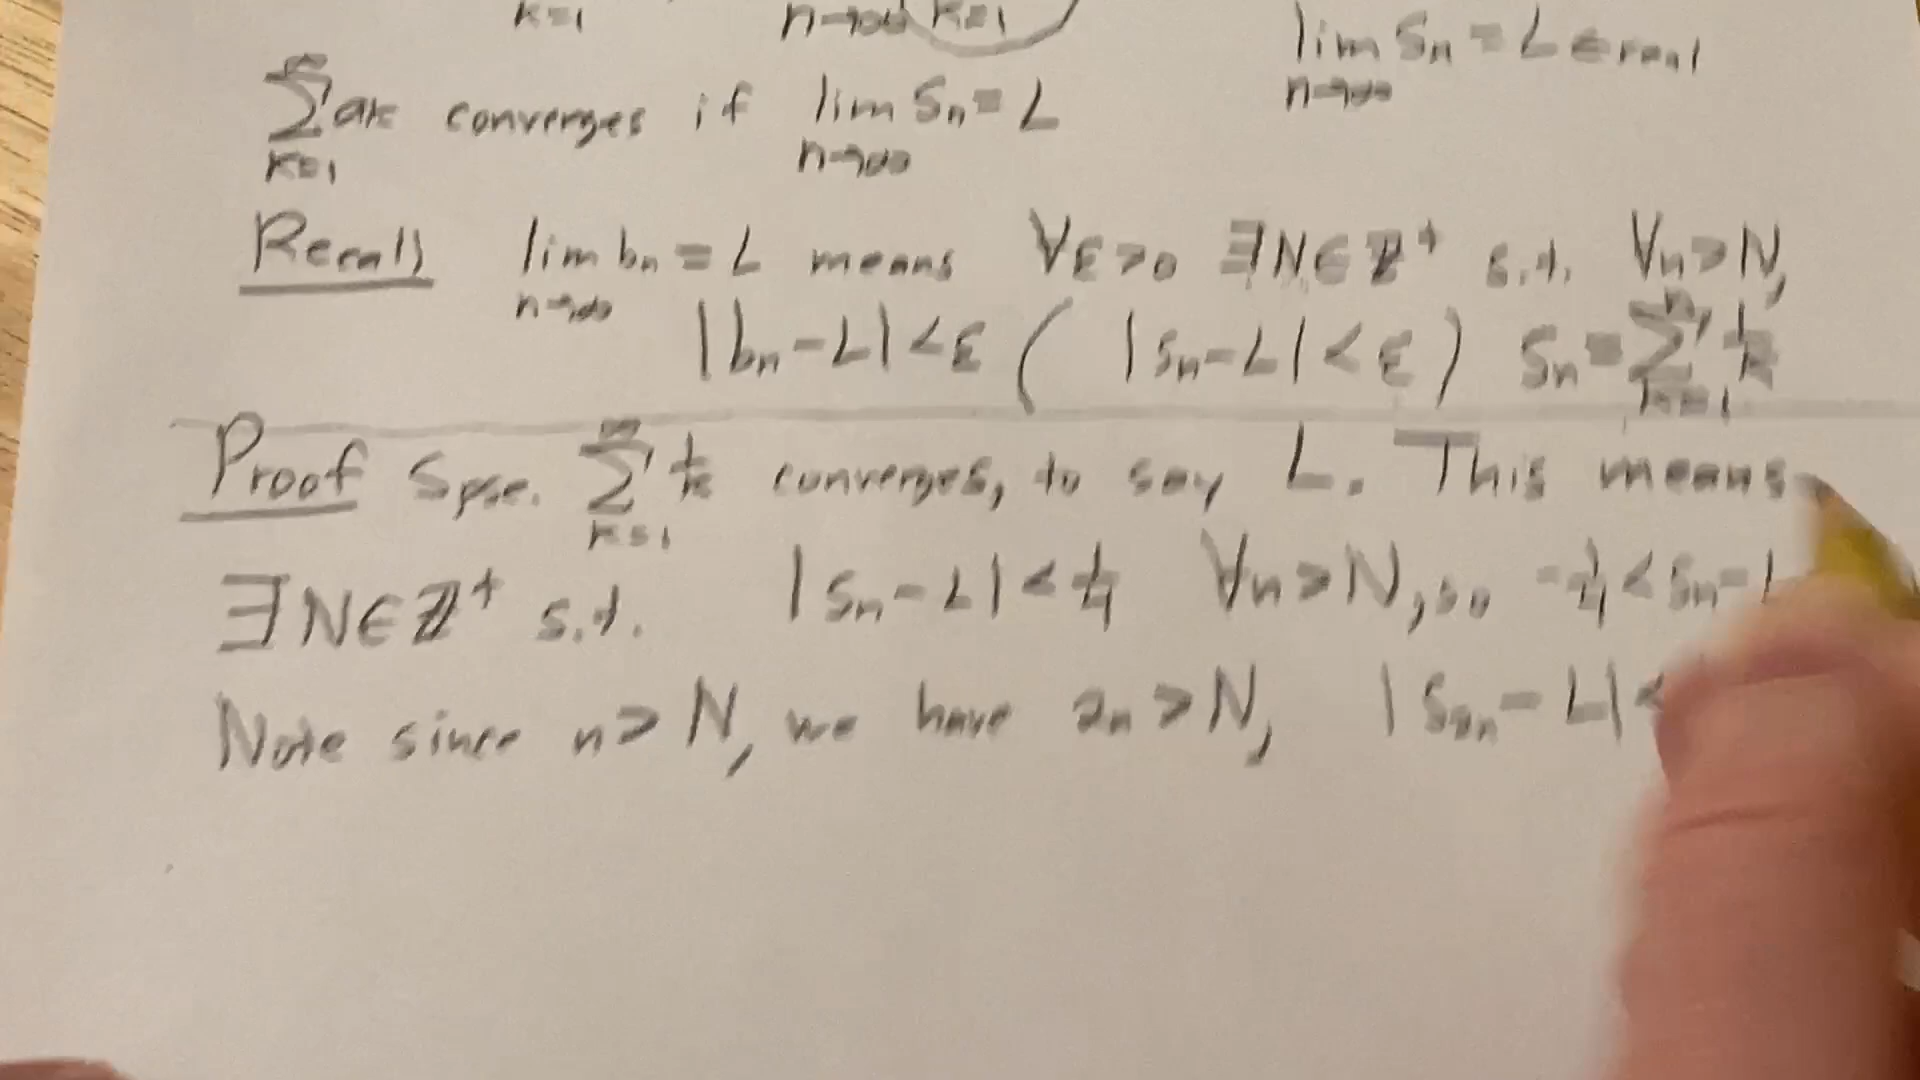 k=1 n→∞ k=1
lim Sn = L ∈ real
n→∞
∞
∑ ak converges if lim Sn = L
k=1 n→∞
Recall lim bn = L means ∀ε>0 ∃N∈ℤ⁺ s.t. ∀n>N,
n→∞
|bn-L|<ε ( |sn-L|<ε ) Sn = ∑ⁿₖ₌₁ 1/k
Proof Spse. ∑^∞ₖ₌₁ 1/k converges, to say L. This means
∃N∈ℤ⁺ s.t. |Sn-L|<1/4 ∀n>N, so -1/4<Sn-L
Note since n>N, we have 2n>N, |S2n-L|<